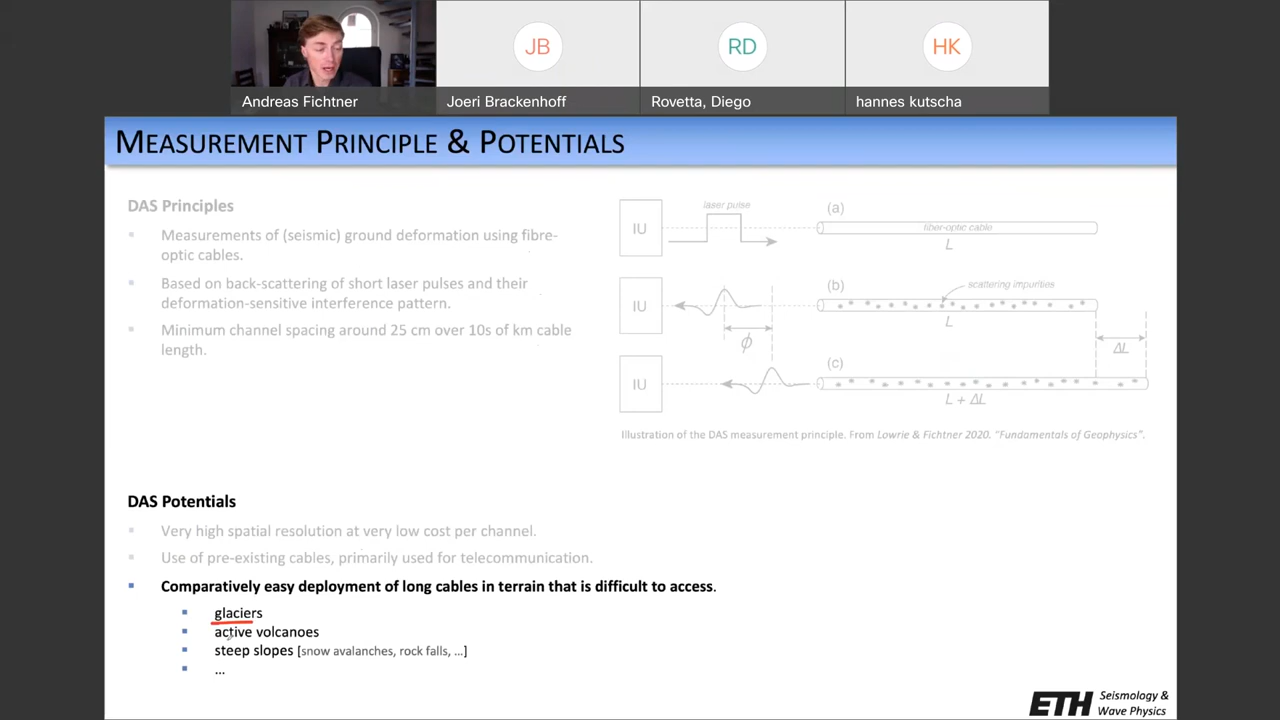 JB
RD
HK
Andreas Fichtner
Joeri Brackenhoff
Rovetta, Diego
hannes kutscha
MEASUREMENT PRINCIPLE & POTENTIALS
DAS Principles
Measurements of (seismic) ground deformation using fibre-
optic cables.
Based on back-scattering of short laser pulses and their
deformation-sensitive interference pattern.
Minimum channel spacing around 25 cm over 10s of km cable
length.
IU
laser pulse
(a)
fiber-optic cable
L
IU
ϕ
(b)
scattering impurities
L
ΔL
IU
(c)
L + ΔL
Illustration of the DAS measurement principle. From Lowrie & Fichtner 2020. "Fundamentals of Geophysics".
DAS Potentials
Very high spatial resolution at very low cost per channel.
Use of pre-existing cables, primarily used for telecommunication.
Comparatively easy deployment of long cables in terrain that is difficult to access.
glaciers
active volcanoes
steep slopes [snow avalanches, rock falls, ...]
...
ETH Seismology &
Wave Physics